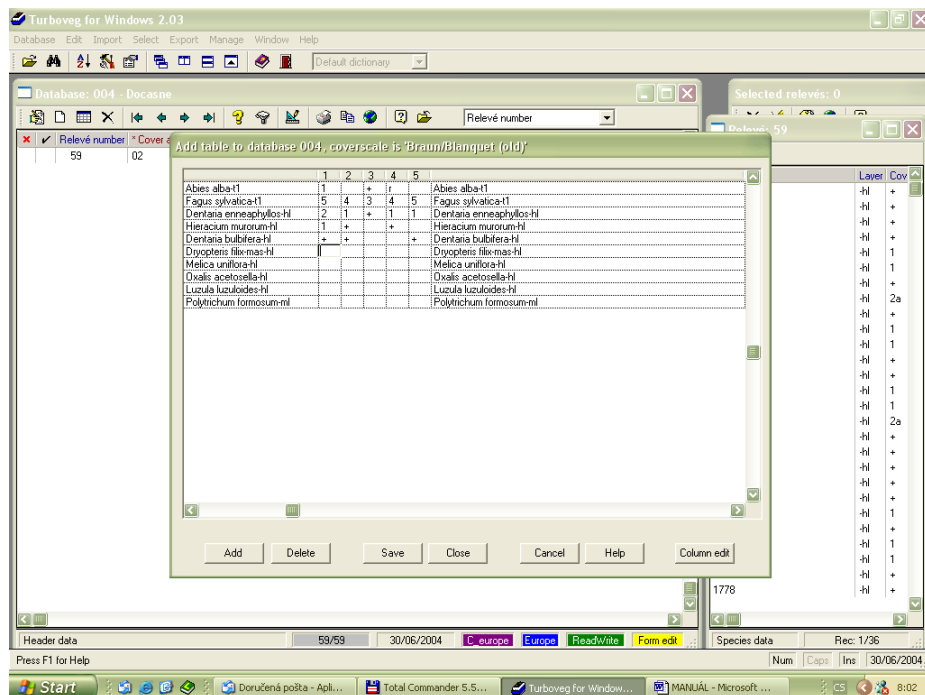 Turboveg for Windows 2.03
Database Edit Import Select Export Manage Window Help
Default dictionary
Database: 004 - Docasne
Selected relevés: 0
Relevé number
Relevé: 59
Relevé number * Cover a
59 02
Add table to database 004, coverscale is 'Braun/Blanquet (old)'
1 2 3 4 5
Abies alba-t1 1 + r Abies alba-t1
Fagus sylvatica-t1 5 4 3 4 5 Fagus sylvatica-t1
Dentaria enneaphyllos-hl 2 1 + 1 1 Dentaria enneaphyllos-hl
Hieracium murorum-hl 1 + + Hieracium murorum-hl
Dentaria bulbifera-hl + + + Dentaria bulbifera-hl
Dryopteris filix-mas-hl Dryopteris filix-mas-hl
Melica uniflora-hl Melica uniflora-hl
Oxalis acetosella-hl Oxalis acetosella-hl
Luzula luzuloides-hl Luzula luzuloides-hl
Polytrichum formosum-ml Polytrichum formosum-ml
Add Delete Save Close Cancel Help Column edit
Layer Cov
-hl +
-hl +
-hl +
-hl +
-hl 1
-hl 1
-hl +
-hl 2a
-hl +
-hl 1
-hl 1
-hl +
-hl +
-hl 1
-hl 1
-hl 2a
-hl +
-hl +
-hl +
-hl +
-hl +
-hl 1
-hl +
-hl 1
-hl 1
-hl +
1778 -hl +
Header data 59/59 30/06/2004 C_europe Europe ReadWrite Form edit
Species data Rec: 1/36
Press F1 for Help Num Caps Ins 30/06/2004
Start Doručená pošta - Apli... Total Commander 5.5... Turboveg for Window... MANUÁL - Microsoft ... CS 8:02